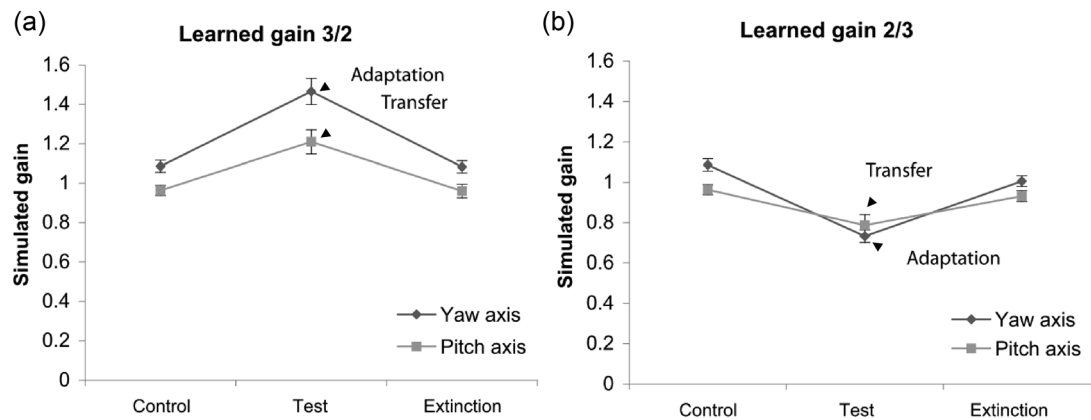 (a)
Learned gain 3/2
Simulated gain
1.6
1.4
1.2
1
0.8
0.6
0.4
0.2
0
Adaptation
Transfer
Yaw axis
Pitch axis
Control Test Extinction
(b)
Learned gain 2/3
Simulated gain
1.6
1.4
1.2
1
0.8
0.6
0.4
0.2
0
Transfer
Adaptation
Yaw axis
Pitch axis
Control Test Extinction